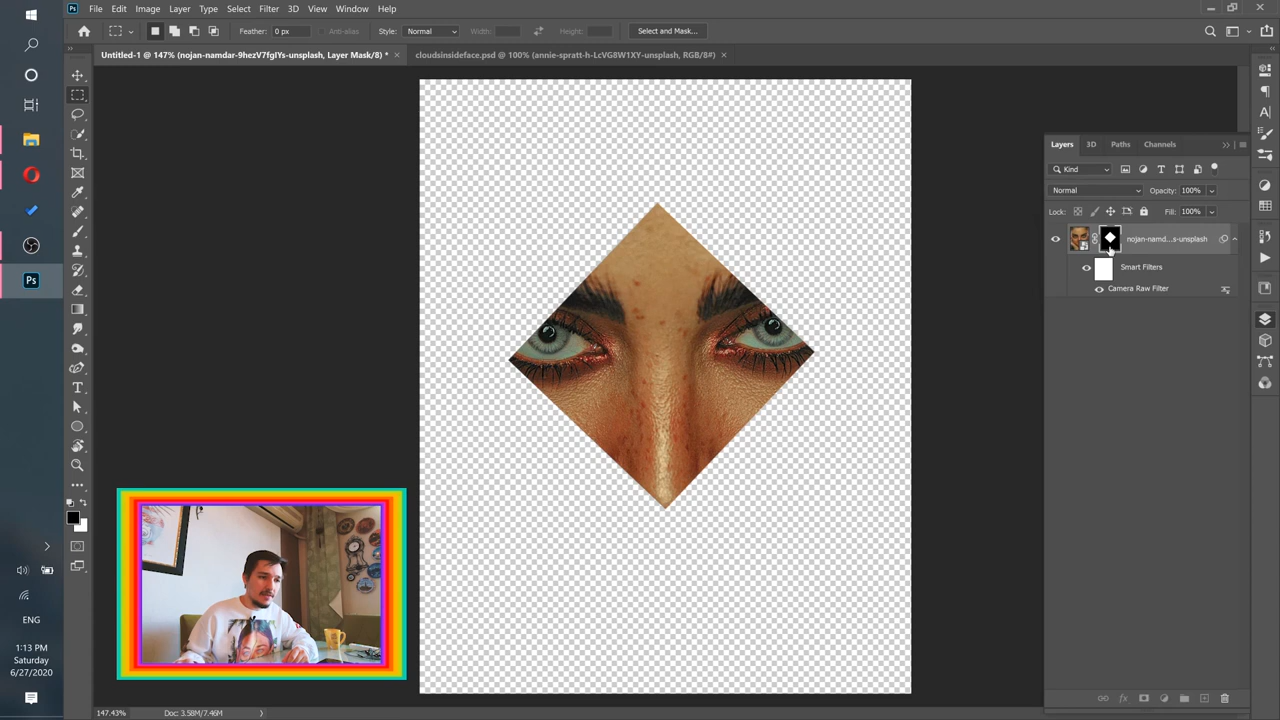 Ps File Edit Image Layer Type Select Filter 3D View Window Help
Feather: 0 px Anti-alias Style: Normal Width: Height: Select and Mask...
Untitled-1 @ 147% (nojan-namdar-9hezV7fgIYs-unsplash, Layer Mask/8) * × cloudsinsideface.psd @ 100% (annie-spratt-h-LcVG8W1XY-unsplash, RGB/8#) ×
Layers 3D Paths Channels
Kind
Normal Opacity: 100%
Lock: Fill: 100%
nojan-namd...s-unsplash
Smart Filters
Camera Raw Filter
Ps
ENG
1:13 PM
Saturday
6/27/2020
147.43% Doc: 3.58M/7.46M